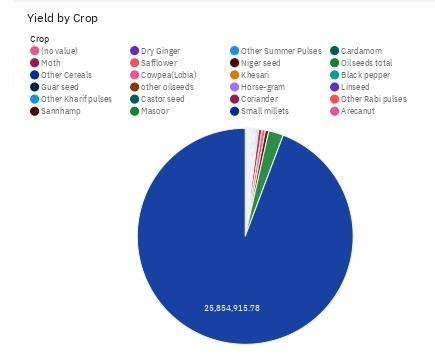 Yield by Crop
Crop
(no value) Dry Ginger Other Summer Pulses Cardamom
Moth Safflower Niger seed Oilseeds total
Other Cereals Cowpea(Lobia) Khesari Black pepper
Guar seed other oilseeds Horse-gram Linseed
Other Kharif pulses Castor seed Coriander Other Rabi pulses
Sannhamp Masoor Small millets Arecanut
25,854,915.78